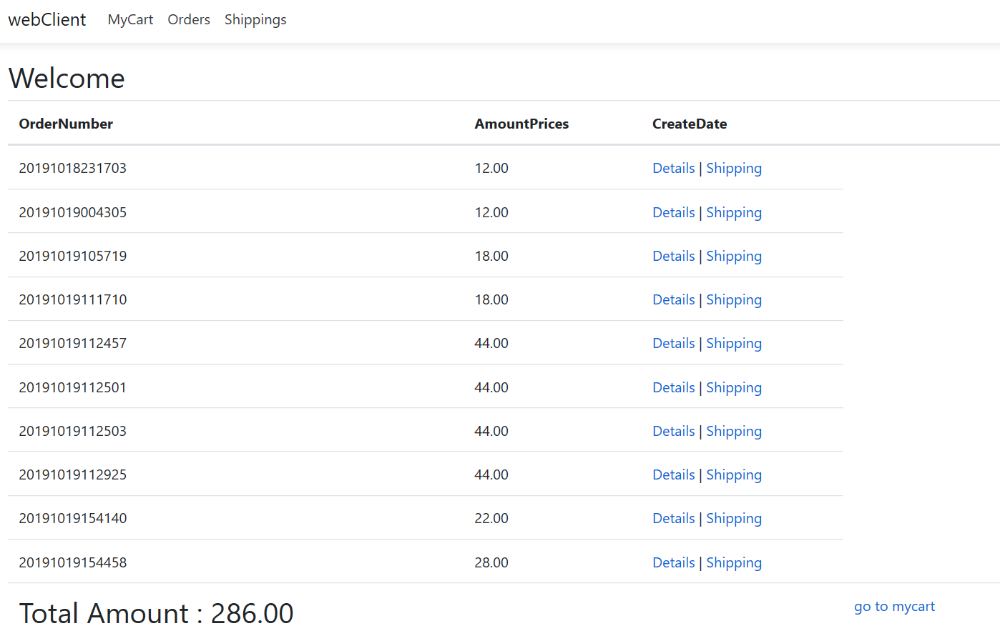 webClient MyCart Orders Shippings
Welcome
OrderNumber AmountPrices CreateDate
20191018231703 12.00 Details | Shipping
20191019004305 12.00 Details | Shipping
20191019105719 18.00 Details | Shipping
20191019111710 18.00 Details | Shipping
20191019112457 44.00 Details | Shipping
20191019112501 44.00 Details | Shipping
20191019112503 44.00 Details | Shipping
20191019112925 44.00 Details | Shipping
20191019154140 22.00 Details | Shipping
20191019154458 28.00 Details | Shipping
Total Amount : 286.00 go to mycart